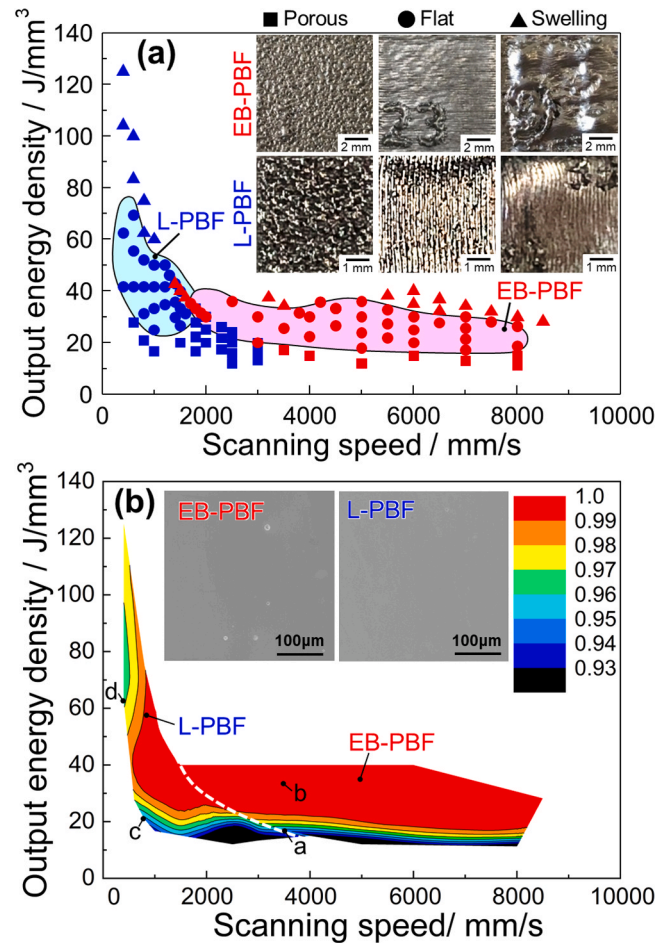 ■ Porous ● Flat ▲ Swelling
(a)
EB-PBF
23
2 mm 2 mm 2 mm
L-PBF
1 mm 1 mm 1 mm
L-PBF
EB-PBF
140
120
100
80
60
40
20
0
Output energy density / J/mm³
0 2000 4000 6000 8000 10000
Scanning speed / mm/s
(b)
EB-PBF
L-PBF
100μm 100μm
1.0
0.99
0.98
0.97
0.96
0.95
0.94
0.93
d
L-PBF
EB-PBF
b
c
a
140
120
100
80
60
40
20
0
Output energy density / J/mm³
0 2000 4000 6000 8000 10000
Scanning speed/ mm/s